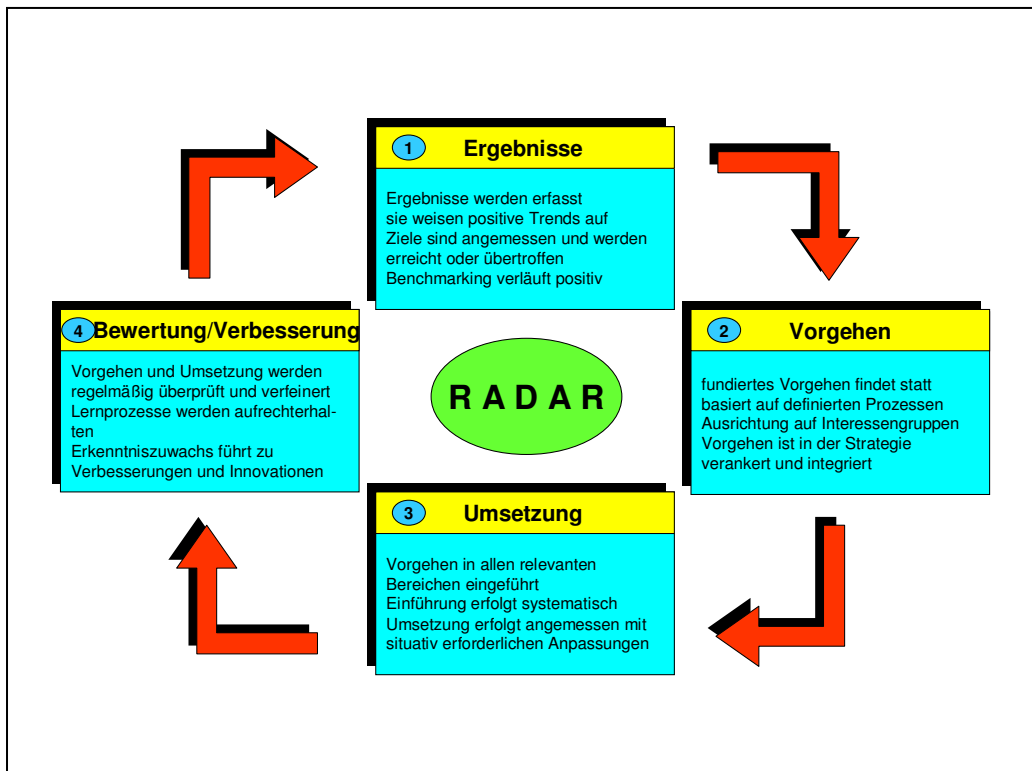 1 Ergebnisse
Ergebnisse werden erfasst
sie weisen positive Trends auf
Ziele sind angemessen und werden
erreicht oder übertroffen
Benchmarking verläuft positiv
2 Vorgehen
fundiertes Vorgehen findet statt
basiert auf definierten Prozessen
Ausrichtung auf Interessengruppen
Vorgehen ist in der Strategie
verankert und integriert
3 Umsetzung
Vorgehen in allen relevanten
Bereichen eingeführt
Einführung erfolgt systematisch
Umsetzung erfolgt angemessen mit
situativ erforderlichen Anpassungen
4 Bewertung/Verbesserung
Vorgehen und Umsetzung werden
regelmäßig überprüft und verfeinert
Lernprozesse werden aufrechterhal-
ten
Erkenntniszuwachs führt zu
Verbesserungen und Innovationen
R A D A R